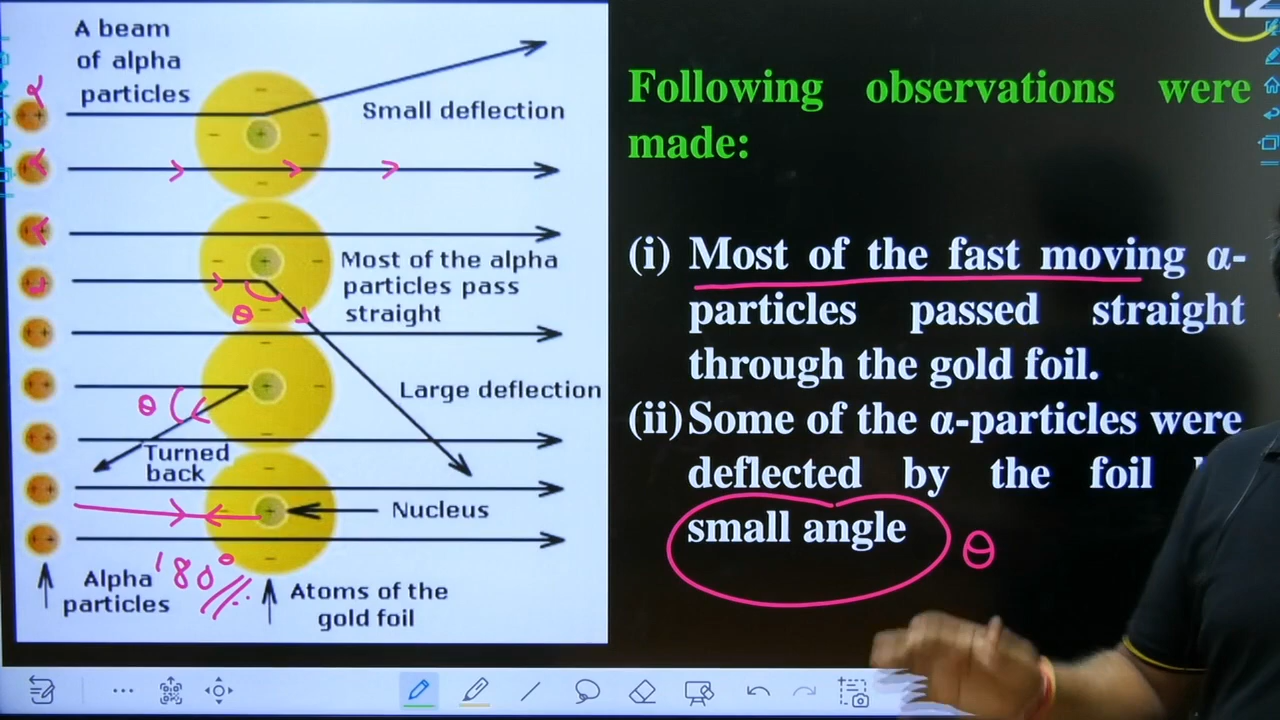 A beam
of alpha
particles
Small deflection
Most of the alpha
particles pass
straight
θ
Large deflection
θ
Turned
back
Nucleus
180°
Alpha
particles
Atoms of the
gold foil
Following observations were
made:
(i) Most of the fast moving α-
particles passed straight
through the gold foil.
(ii) Some of the α-particles were
deflected by the foil
small angle θ